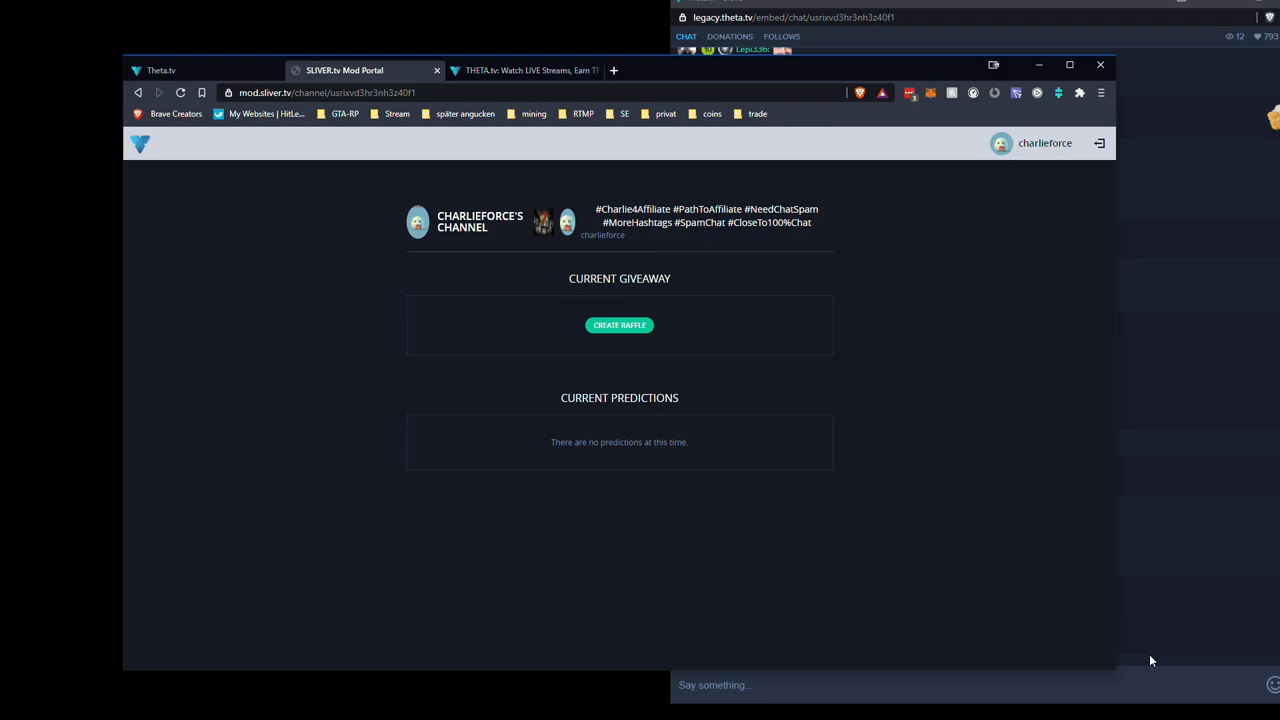 legacy.theta.tv/embed/chat/usrixvd3hr3nh3z40f1
CHAT DONATIONS FOLLOWS 12 793
Lepi336:
Theta.tv SLIVER.tv Mod Portal THETA.tv: Watch LIVE Streams, Earn TF
mod.sliver.tv/channel/usrixvd3hr3nh3z40f1 3
Brave Creators My Websites | HitLe... GTA-RP Stream später angucken mining RTMP SE privat coins trade
charlieforce
CHARLIEFORCE'S
CHANNEL
#Charlie4Affiliate #PathToAffiliate #NeedChatSpam
#MoreHashtags #SpamChat #CloseTo100%Chat
charlieforce
CURRENT GIVEAWAY
CREATE RAFFLE
CURRENT PREDICTIONS
There are no predictions at this time.
Say something...